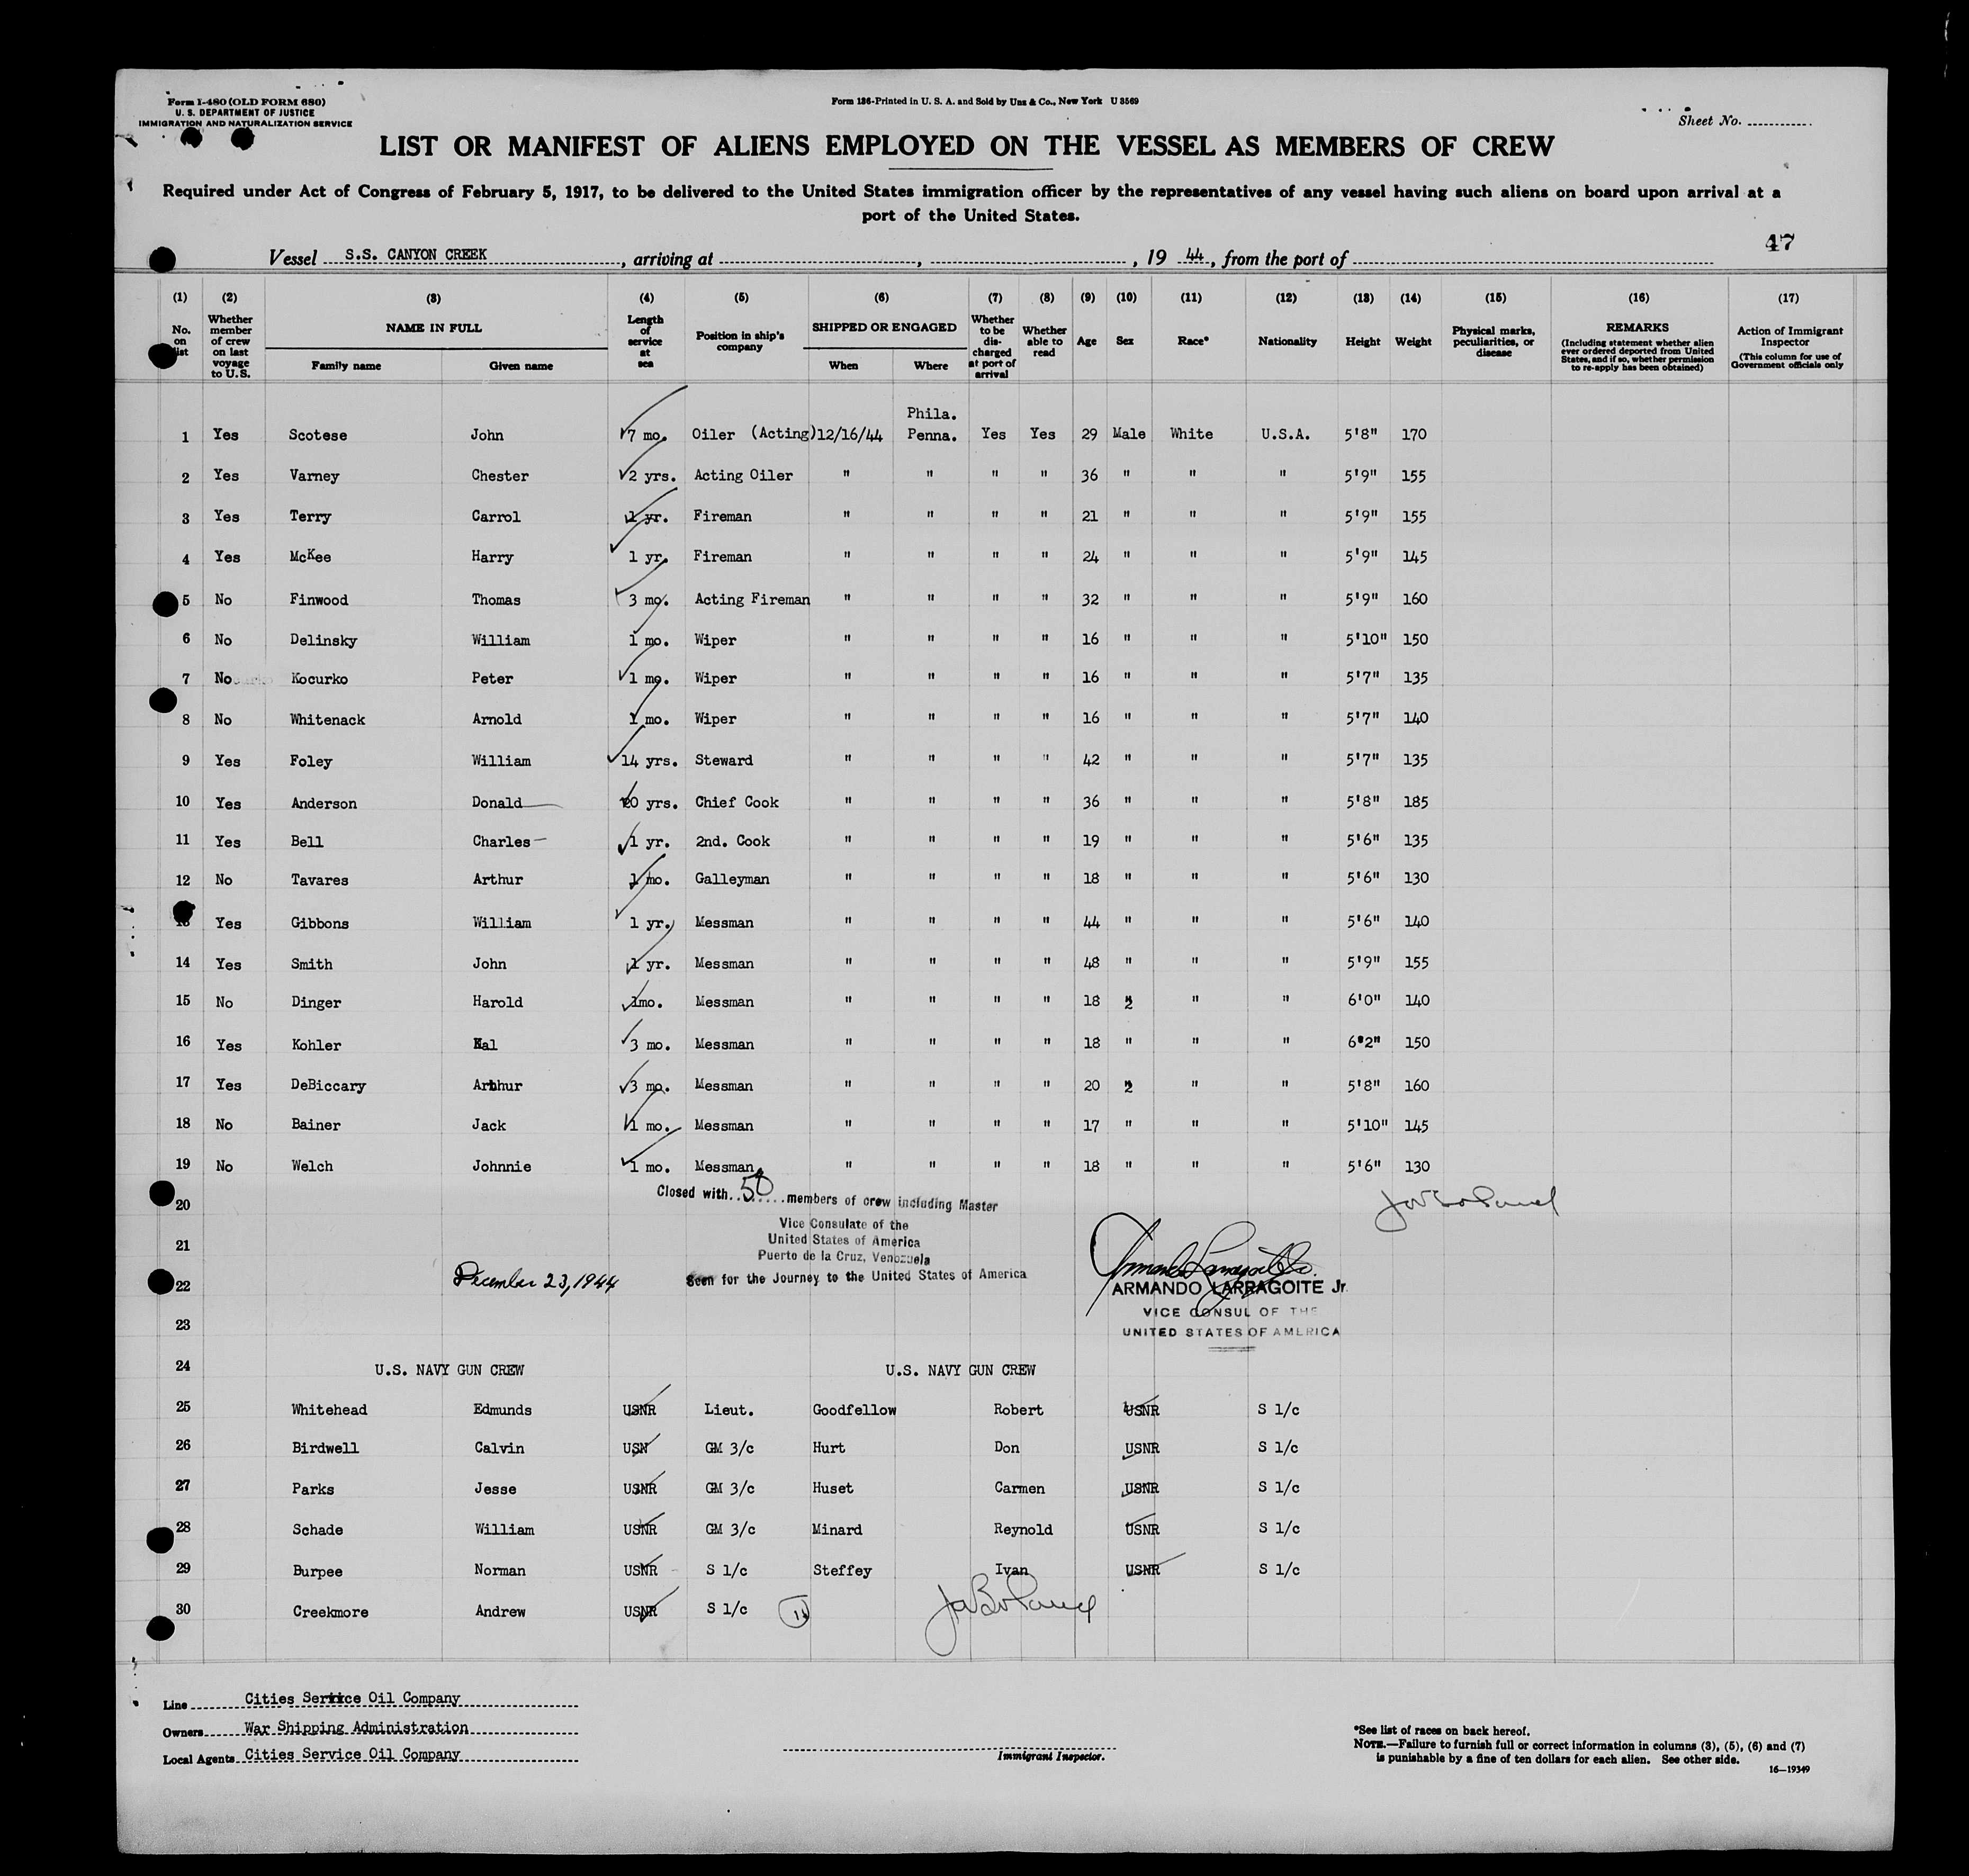 Form I-480 (OLD FORM 680)
U. S. DEPARTMENT OF JUSTICE
IMMIGRATION AND NATURALIZATION SERVICE
Form 136-Printed in U. S. A. and Sold by Unz & Co., New York U 3569
Sheet No.
LIST OR MANIFEST OF ALIENS EMPLOYED ON THE VESSEL AS MEMBERS OF CREW
Required under Act of Congress of February 5, 1917, to be delivered to the United States immigration officer by the representatives of any vessel having such aliens on board upon arrival at a
port of the United States.
47
Vessel S.S. CANYON CREEK, arriving at , , 19 44, from the port of
(1) (2) (3) (4) (5) (6) (7) (8) (9) (10) (11) (12) (13) (14) (15) (16) (17)
No. on list
Whether member of crew on last voyage to U.S.
NAME IN FULL
Family name Given name
Length of service at sea
Position in ship's company
SHIPPED OR ENGAGED
When Where
Whether to be discharged at port of arrival
Whether able to read
Age Sex Race* Nationality Height Weight
Physical marks, peculiarities, or disease
REMARKS
(Including statement whether alien ever ordered deported from United States, and if so, whether permission to re-apply has been obtained)
Action of Immigrant Inspector
(This column for use of Government officials only
Phila.
1 Yes Scotese John 7 mo. Oiler (Acting) 12/16/44 Penna. Yes Yes 29 Male White U.S.A. 5'8" 170
2 Yes Varney Chester 2 yrs. Acting Oiler " " " " 36 " " " 5'9" 155
3 Yes Terry Carrol 1 yr. Fireman " " " " 21 " " " 5'9" 155
4 Yes McKee Harry 1 yr. Fireman " " " " 24 " " " 5'9" 145
5 No Finwood Thomas 3 mo. Acting Fireman " " " " 32 " " " 5'9" 160
6 No Delinsky William 1 mo. Wiper " " " " 16 " " " 5'10" 150
7 No Kocurko Peter 1 mo. Wiper " " " " 16 " " " 5'7" 135
8 No Whitenack Arnold 1 mo. Wiper " " " " 16 " " " 5'7" 140
9 Yes Foley William 14 yrs. Steward " " " " 42 " " " 5'7" 135
10 Yes Anderson Donald 20 yrs. Chief Cook " " " " 36 " " " 5'8" 185
11 Yes Bell Charles 1 yr. 2nd. Cook " " " " 19 " " " 5'6" 135
12 No Tavares Arthur 1 mo. Galleyman " " " " 18 " " " 5'6" 130
13 Yes Gibbons William 1 yr. Messman " " " " 44 " " " 5'6" 140
14 Yes Smith John 1 yr. Messman " " " " 48 " " " 5'9" 155
15 No Dinger Harold 1mo. Messman " " " " 18 " " " 6'0" 140
16 Yes Kohler Hal 3 mo. Messman " " " " 18 " " " 6'2" 150
17 Yes DeBiccary Arthur 3 mo. Messman " " " " 20 " " " 5'8" 160
18 No Bainer Jack 1 mo. Messman " " " " 17 " " " 5'10" 145
19 No Welch Johnnie 1 mo. Messman " " " " 18 " " " 5'6" 130
Closed with 50 members of crew including Master
20
Vice Consulate of the
21 United States of America
Puerto de la Cruz, Venezuela
December 23, 1944 Seen for the Journey to the United States of America
22 ARMANDO LARRAGOITE Jr.
VICE CONSUL OF THE
23 UNITED STATES OF AMERICA
24 U.S. NAVY GUN CREW U.S. NAVY GUN CREW
25 Whitehead Edmunds USNR Lieut. Goodfellow Robert USNR S 1/c
26 Birdwell Calvin USN GM 3/c Hurt Don USNR S 1/c
27 Parks Jesse USNR GM 3/c Huset Carmen USNR S 1/c
28 Schade William USNR GM 3/c Minard Reynold USNR S 1/c
29 Burpee Norman USNR S 1/c Steffey Ivan USNR S 1/c
30 Creekmore Andrew USNR S 1/c 11
Line Cities Service Oil Company
Owners War Shipping Administration
Local Agents Cities Service Oil Company
Immigrant Inspector.
*See list of races on back hereof.
NOTE.—Failure to furnish full or correct information in columns (3), (5), (6) and (7)
is punishable by a fine of ten dollars for each alien. See other side.
16—19349